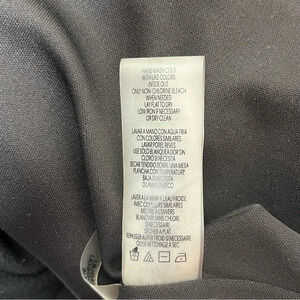 HAND WASH COLD
WITH LIKE COLORS
INSIDE OUT
ONLY NON-CHLORINE BLEACH
WHEN NEEDED
LAY FLAT TO DRY
LOW IRON IF NECESSARY
OR DRY CLEAN
LAVAR A MANO CON AGUA FRIA
CON COLORES SIMILARES
LAVAR POR EL REVES
USE SOLO BLANQUEADOR SIN
CLORO SI NECESITA
SECAR TENDIDO SOBRE UNA MESA
PLANCHA CON TEMPERATURA
BAJA SI NECESITA
O LAVAR EN SECO
LAVER A LA MAIN A L'EAU FROIDE
AVEC COULEURS SIMILAIRES
METTRE A L'ENVERS
BLANCHIR SANS CHLORE
SI NECESSAIRE
SECHER A PLAT
REPASSER A FER FROID SI NECESSAIRE
OU LE NETTOYAGE A SEC